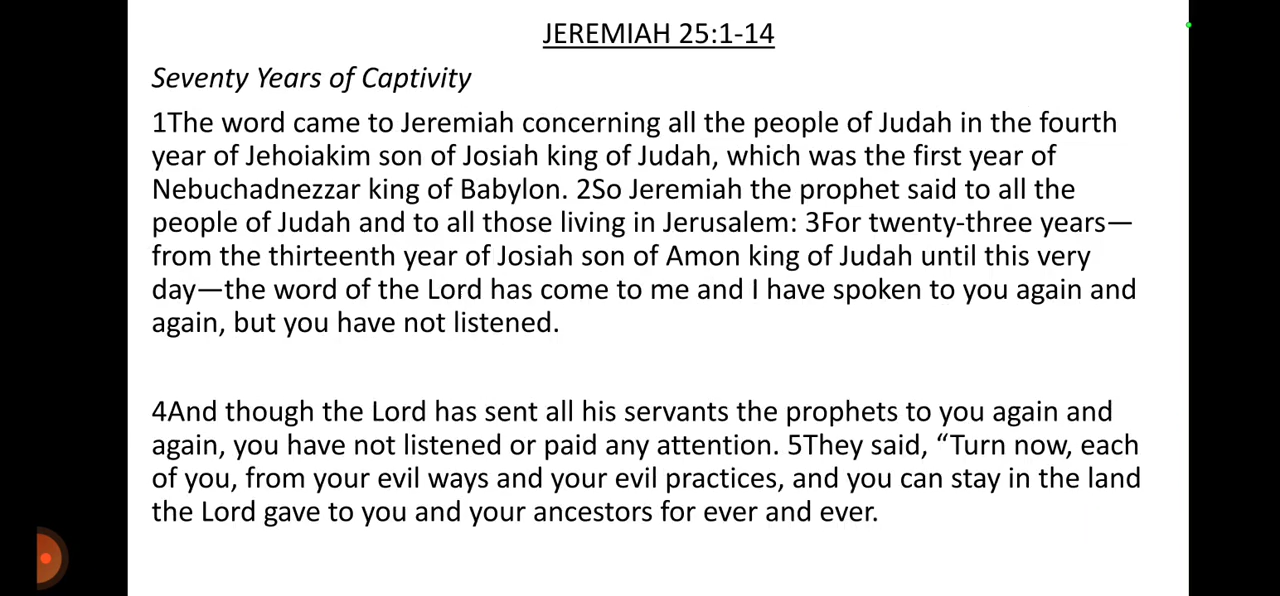 JEREMIAH 25:1-14
Seventy Years of Captivity
1The word came to Jeremiah concerning all the people of Judah in the fourth
year of Jehoiakim son of Josiah king of Judah, which was the first year of
Nebuchadnezzar king of Babylon. 2So Jeremiah the prophet said to all the
people of Judah and to all those living in Jerusalem: 3For twenty-three years—
from the thirteenth year of Josiah son of Amon king of Judah until this very
day—the word of the Lord has come to me and I have spoken to you again and
again, but you have not listened.
4And though the Lord has sent all his servants the prophets to you again and
again, you have not listened or paid any attention. 5They said, “Turn now, each
of you, from your evil ways and your evil practices, and you can stay in the land
the Lord gave to you and your ancestors for ever and ever.